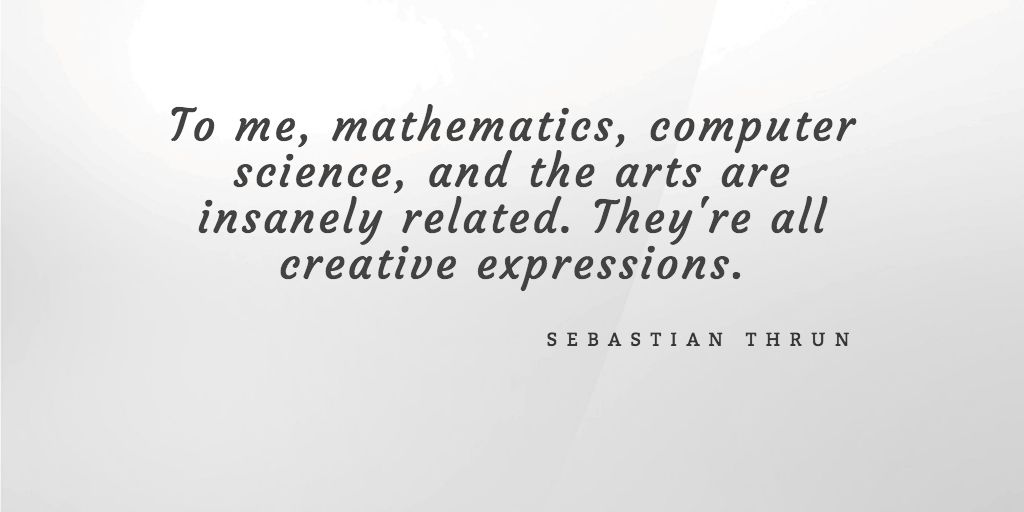 To me, mathematics, computer
science, and the arts are
insanely related. They're all
creative expressions.
SEBASTIAN THRUN